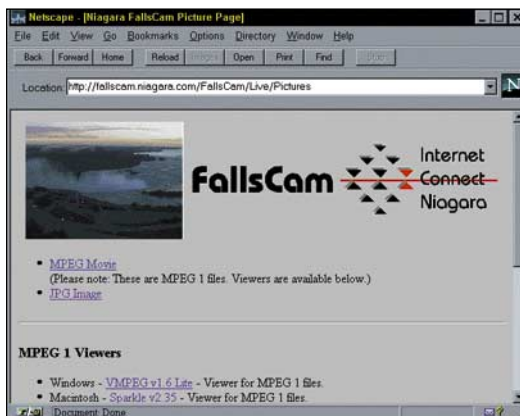 Netscape - [Niagara FallsCam Picture Page]
File Edit View Go Bookmarks Options Directory Window Help
Back Forward Home Reload Images Open Print Find Stop
Location: http://fallscam.niagara.com/FallsCam/Live/Pictures
N
FallsCam
Internet
Connect
Niagara
• MPEG Movie
(Please note: These are MPEG 1 files. Viewers are available below.)
• JPG Image
MPEG 1 Viewers
• Windows - VMPEG v1.6 Lite - Viewer for MPEG 1 files.
• Macintosh - Sparkle v2.35 - Viewer for MPEG 1 files.
Document: Done
?